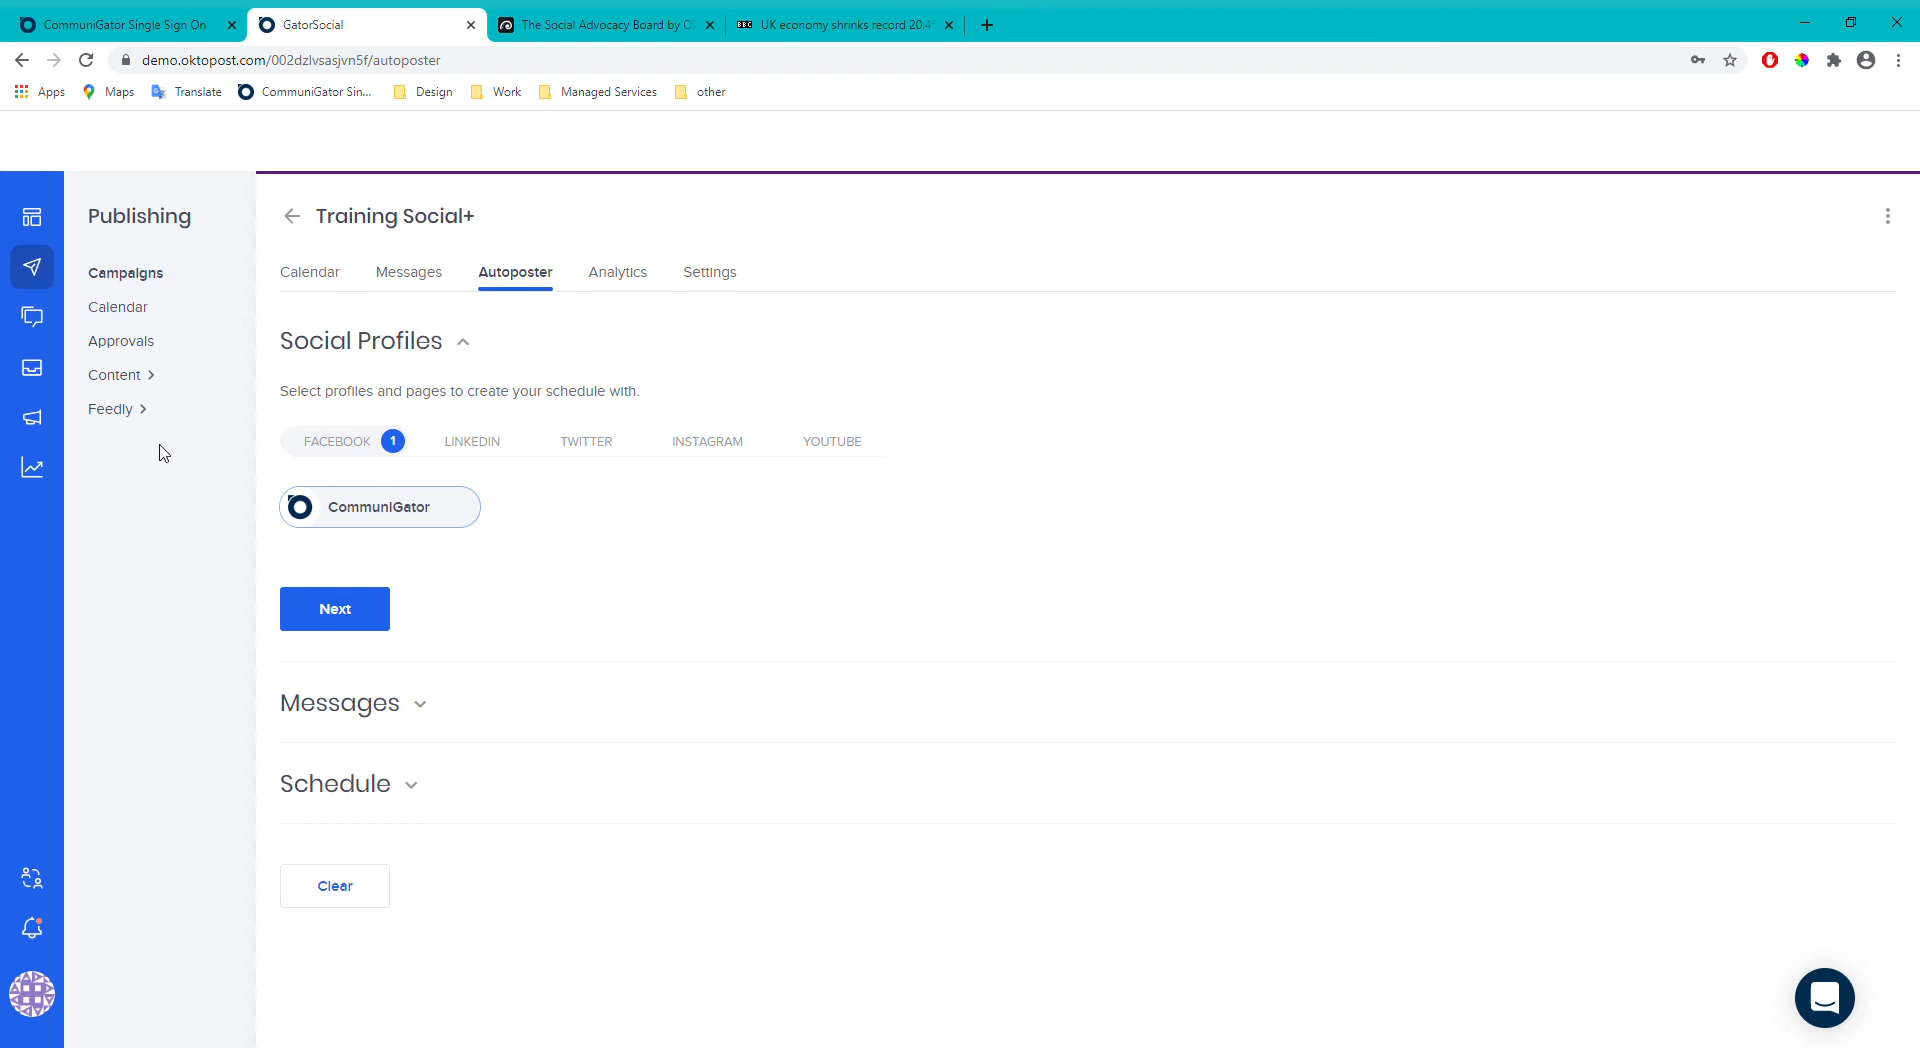 CommuniGator Single Sign On
GatorSocial
The Social Advocacy Board by O
BBC UK economy shrinks record 20.4
demo.oktopost.com/002dzlvsasjvn5f/autoposter
Apps
Maps
Translate
CommuniGator Sin...
Design
Work
Managed Services
other
Publishing
Campaigns
Calendar
Approvals
Content
Feedly
Training Social+
Calendar
Messages
Autoposter
Analytics
Settings
Social Profiles
Select profiles and pages to create your schedule with.
FACEBOOK 1
LINKEDIN
TWITTER
INSTAGRAM
YOUTUBE
CommuniGator
Next
Messages
Schedule
Clear